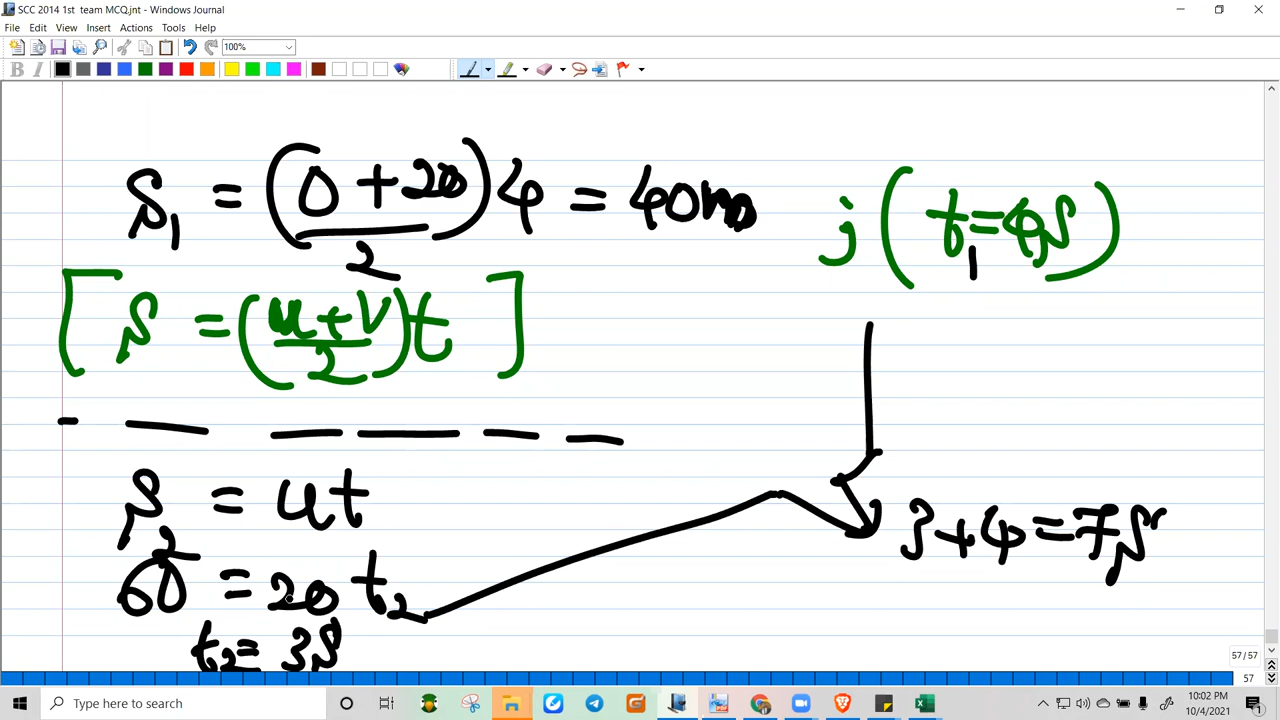 SCC 2014 1st team MCQ.jnt - Windows Journal
File Edit View Insert Actions Tools Help
100%
B I
S₁ = (0 + 20 / 2) 4 = 40m
j ( t₁ = 4s )
[ s = (u + v / 2) t ]
S₂ = ut
60 = 20 t₂
3 + 4 = 7s
t₂ = 3s
57 / 57
57
Type here to search
10:02 PM
10/4/2021